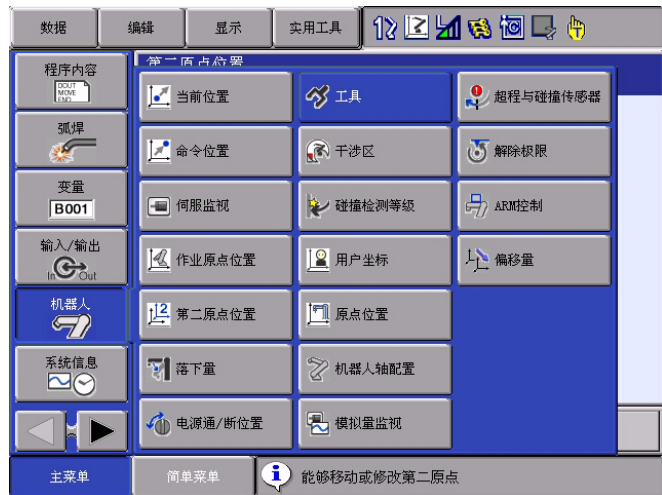 数据
编辑
显示
实用工具
程序内容
DOUT
MOVE
END
弧焊
变量
B001
输入/输出
In Out
机器人
系统信息
第二原点位置
当前位置
工具
超程与碰撞传感器
命令位置
干涉区
解除极限
伺服监视
碰撞检测等级
ARM控制
作业原点位置
用户坐标
偏移量
第二原点位置
原点位置
落下量
机器人轴配置
电源通/断位置
模拟量监视
主菜单
简单菜单
能够移动或修改第二原点